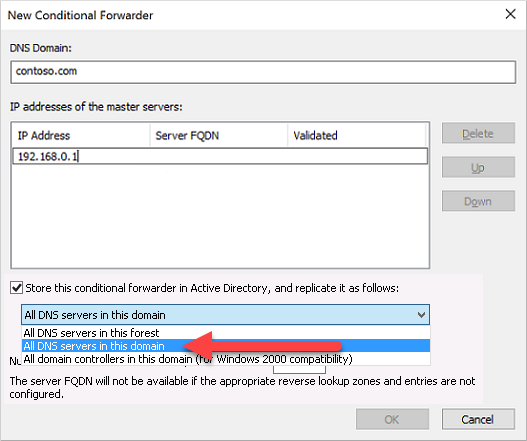 New Conditional Forwarder
DNS Domain:
contoso.com
IP addresses of the master servers:
IP Address Server FQDN Validated
192.168.0.1
Delete
Up
Down
Store this conditional forwarder in Active Directory, and replicate it as follows:
All DNS servers in this domain
All DNS servers in this forest
All DNS servers in this domain
All domain controllers in this domain (for Windows 2000 compatibility)
The server FQDN will not be available if the appropriate reverse lookup zones and entries are not
configured.
OK Cancel